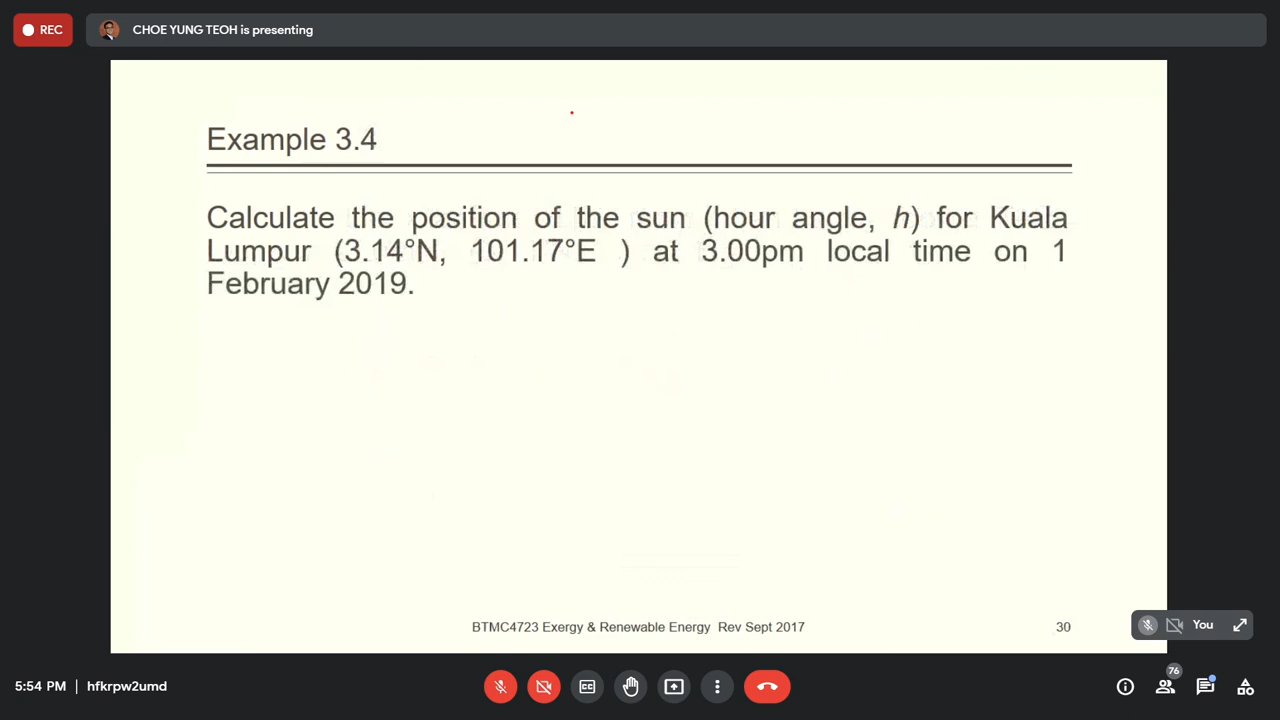 REC
CHOE YUNG TEOH is presenting
Example 3.4
Calculate the position of the sun (hour angle, h) for Kuala
Lumpur (3.14°N, 101.17°E ) at 3.00pm local time on 1
February 2019.
BTMC4723 Exergy & Renewable Energy Rev Sept 2017
30
You
76
5:54 PM | hfkrpw2umd
CC